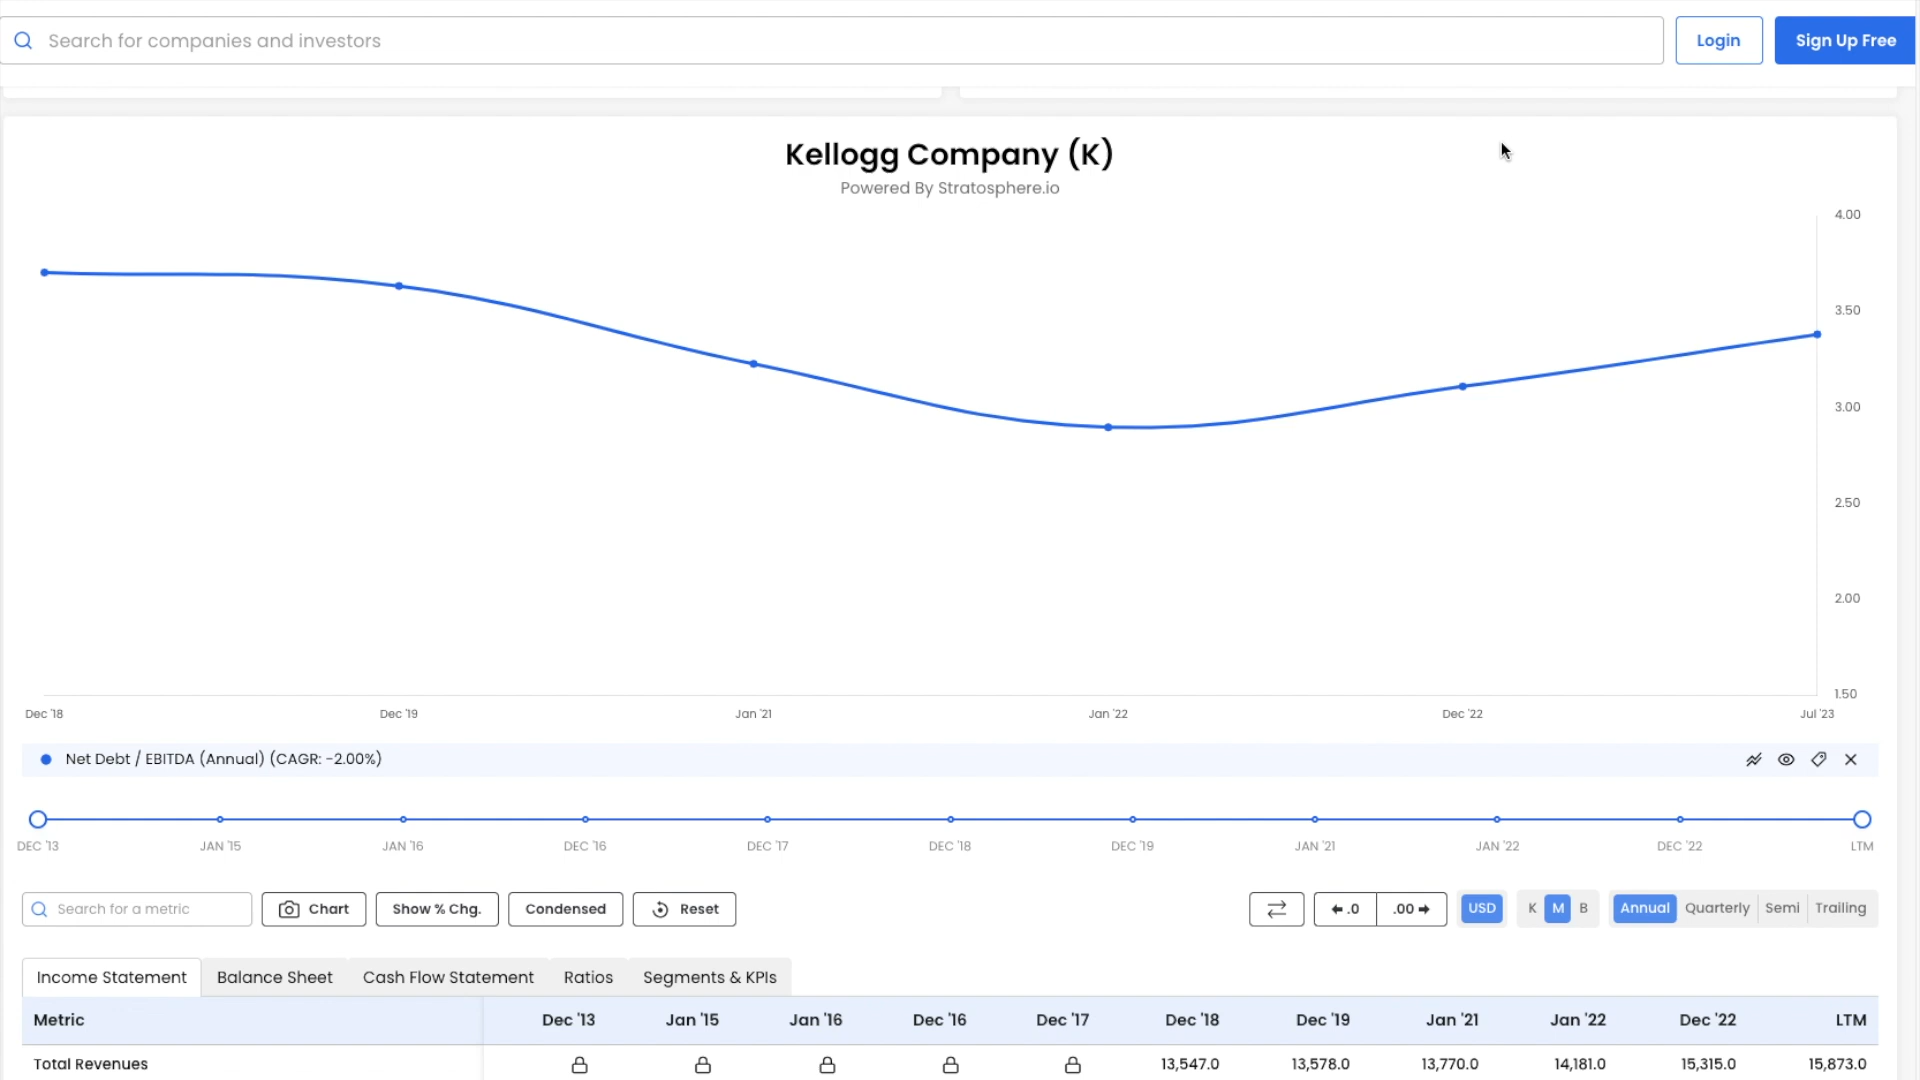 Search for companies and investors
Login
Sign Up Free
Kellogg Company (K)
Powered By Stratosphere.io
4.00
3.50
3.00
2.50
2.00
1.50
Dec '18 Dec '19 Jan '21 Jan '22 Dec '22 Jul '23
Net Debt / EBITDA (Annual) (CAGR: -2.00%)
DEC '13 JAN '15 JAN '16 DEC '16 DEC '17 DEC '18 DEC '19 JAN '21 JAN '22 DEC '22 LTM
Search for a metric Chart Show % Chg. Condensed Reset .0 .00 USD K M B Annual Quarterly Semi Trailing
Income Statement Balance Sheet Cash Flow Statement Ratios Segments & KPIs
Metric Dec '13 Jan '15 Jan '16 Dec '16 Dec '17 Dec '18 Dec '19 Jan '21 Jan '22 Dec '22 LTM
Total Revenues 13,547.0 13,578.0 13,770.0 14,181.0 15,315.0 15,873.0